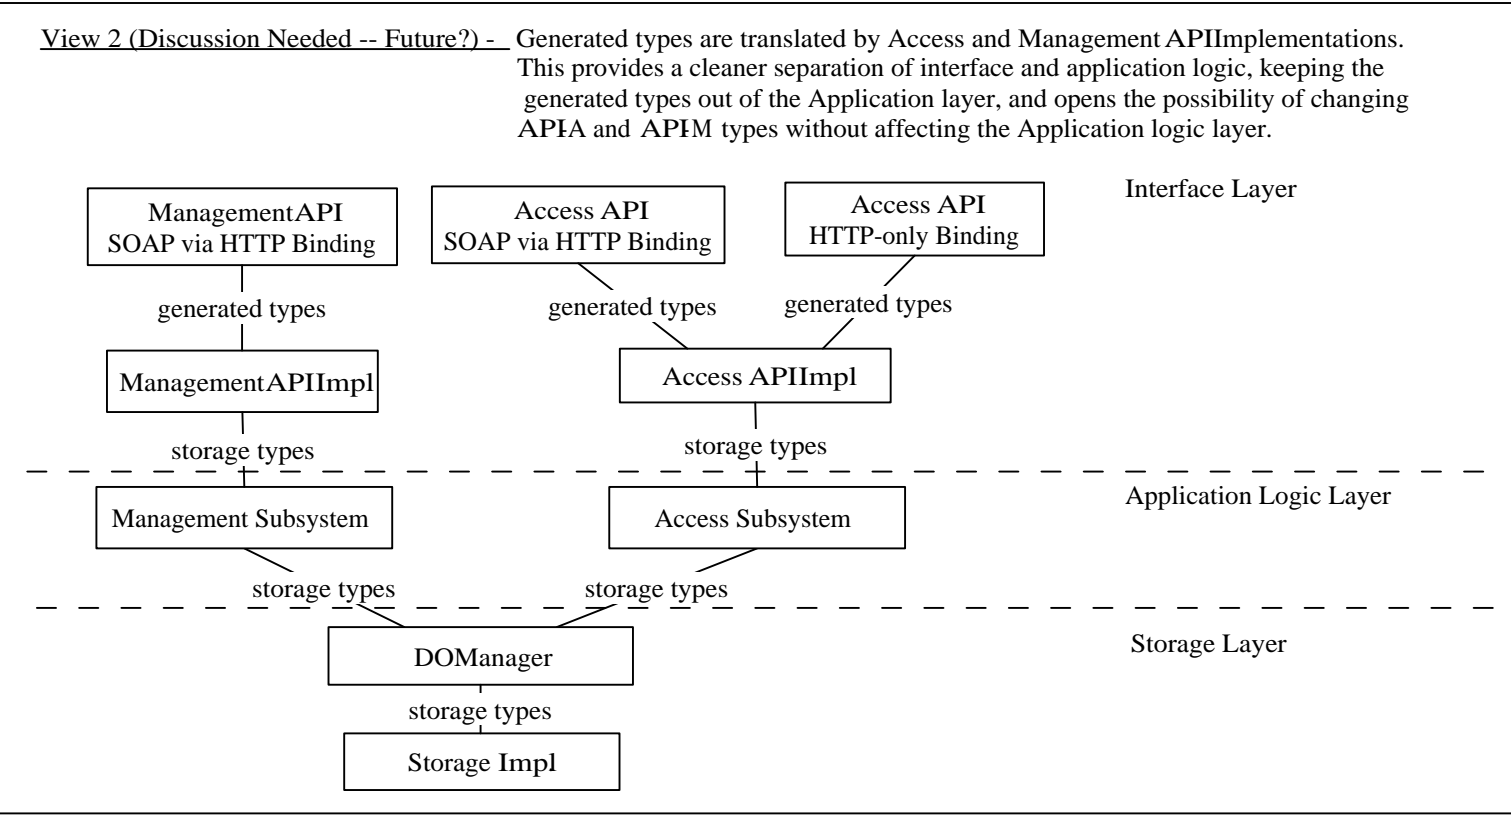 View 2 (Discussion Needed -- Future?) - Generated types are translated by Access and Management APIImplementations.
This provides a cleaner separation of interface and application logic, keeping the
generated types out of the Application layer, and opens the possibility of changing
APIA and APIM types without affecting the Application logic layer.
Interface Layer
ManagementAPI
SOAP via HTTP Binding
Access API
SOAP via HTTP Binding
Access API
HTTP-only Binding
generated types
generated types
generated types
ManagementAPIImpl
Access APIImpl
storage types
storage types
Application Logic Layer
Management Subsystem
Access Subsystem
storage types
storage types
Storage Layer
DOManager
storage types
Storage Impl